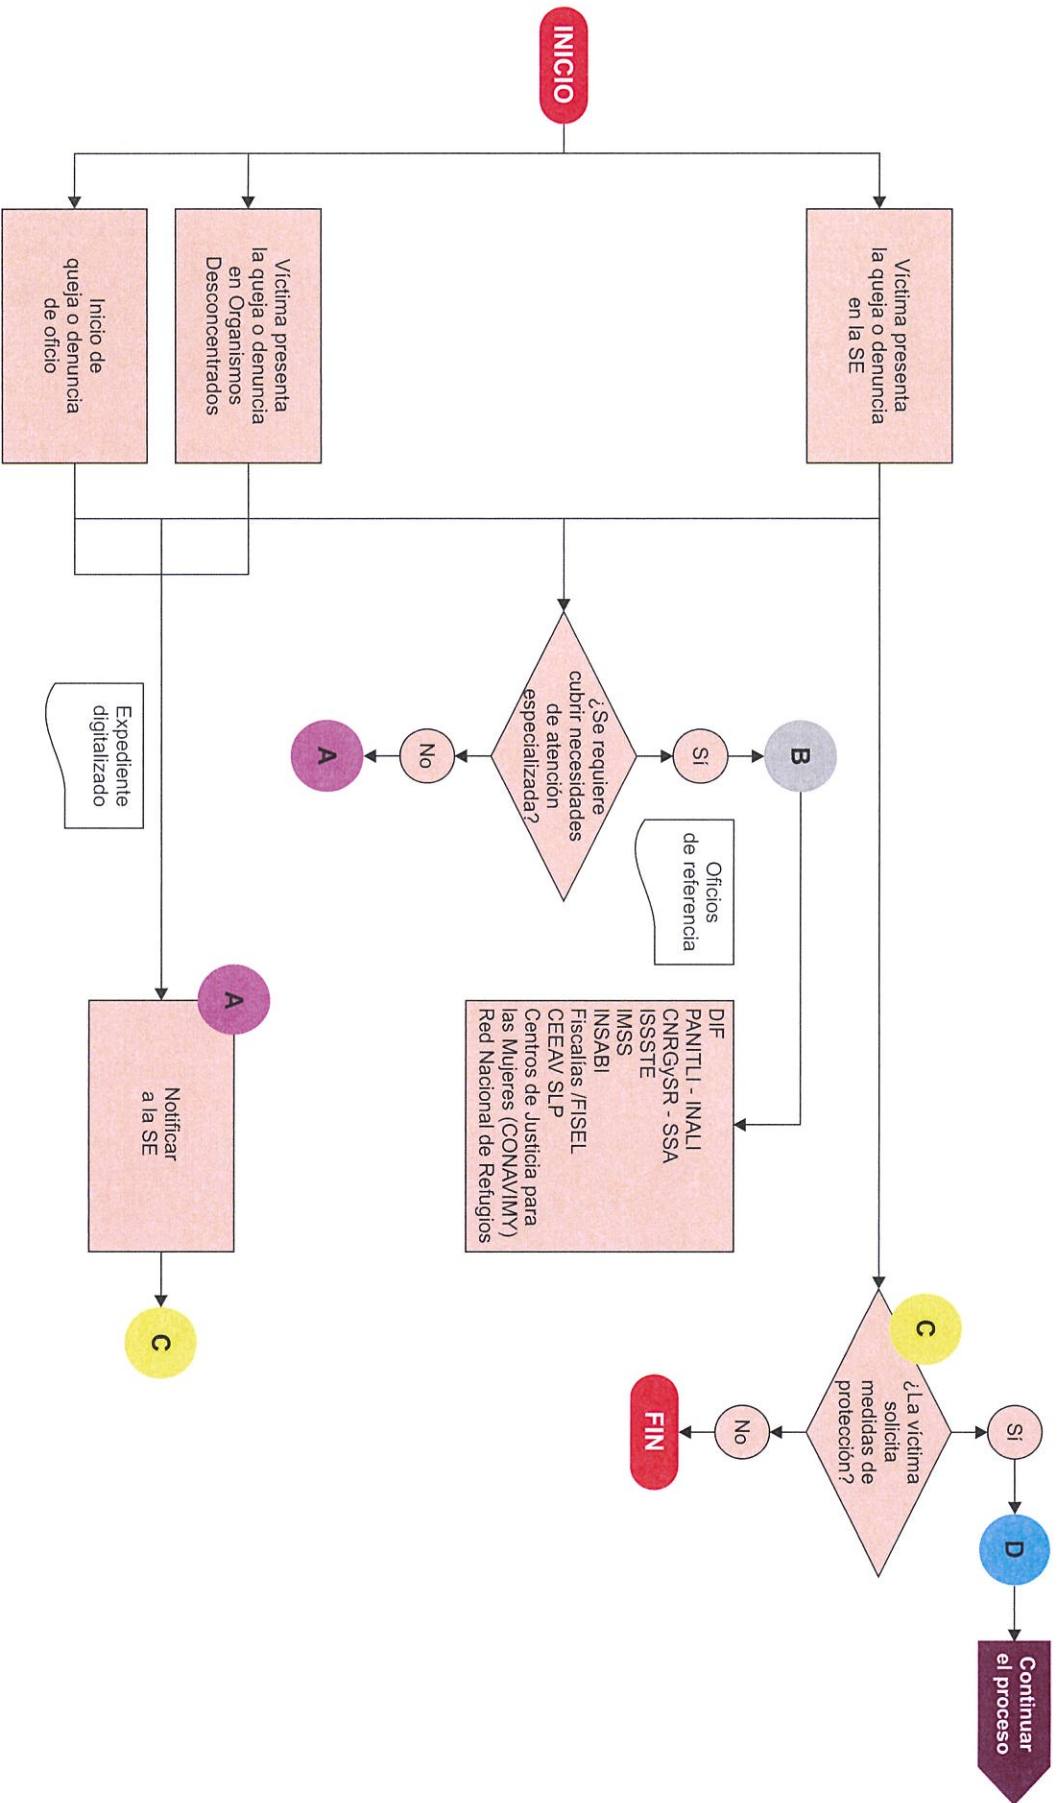 INICIO
Víctima presenta
la queja o denuncia
en la SE
Víctima presenta
la queja o denuncia
en Organismos
Desconcentrados
Inicio de
queja o denuncia
de oficio
¿Se requiere
cubrir necesidades
de atención
especializada?
Sí
B
No
A
Oficios
de referencia
Expediente
digitalizado
DIF
PANITLI - INALI
CNRGySR - SSA
ISSSTE
IMSS
INSABI
Fiscalías /FISEL
CEEAV SLP
Centros de Justicia para
las Mujeres (CONAVIMY)
Red Nacional de Refugios
A
Notificar
a la SE
C
C
¿La víctima
solicita
medidas de
protección?
Sí
D
Continuar
el proceso
No
FIN